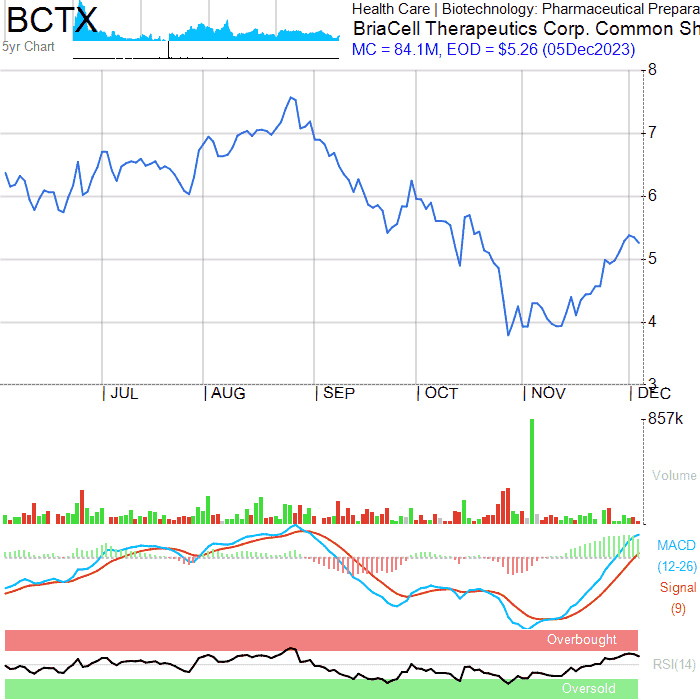 BCTX
5yr Chart
Health Care | Biotechnology: Pharmaceutical Prepara
BriaCell Therapeutics Corp. Common Sh
MC = 84.1M, EOD = $5.26 (05Dec2023)
8
7
6
5
4
3
JUL AUG SEP OCT NOV DEC
857k
Volume
MACD
(12-26)
Signal
(9)
Overbought
RSI(14)
Oversold